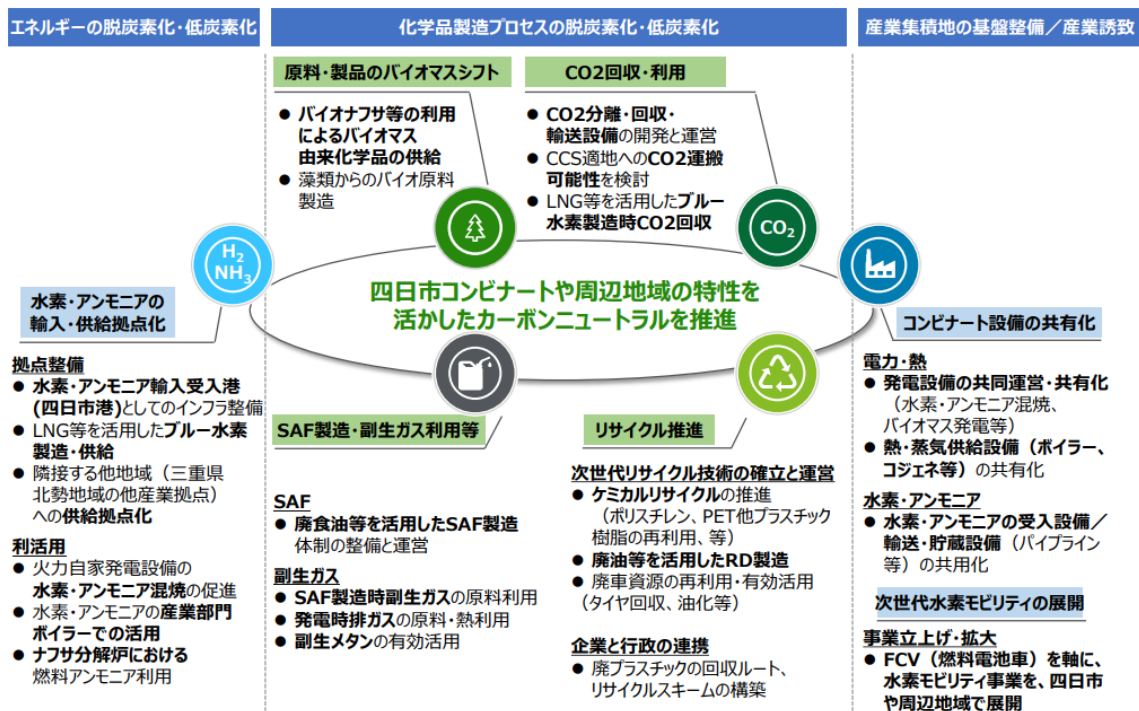 エネルギーの脱炭素化・低炭素化
化学品製造プロセスの脱炭素化・低炭素化
産業集積地の基盤整備／産業誘致
原料・製品のバイオマスシフト
● バイオナフサ等の利用
によるバイオマス
由来化学品の供給
● 藻類からのバイオ原料
製造
CO2回収・利用
● CO2分離・回収・
輸送設備の開発と運営
● CCS適地へのCO2運搬
可能性を検討
● LNG等を活用したブルー
水素製造時CO2回収
H2
NH3
CO2
四日市コンビナートや周辺地域の特性を
活かしたカーボンニュートラルを推進
水素・アンモニアの
輸入・供給拠点化
拠点整備
● 水素・アンモニア輸入受入港
(四日市港)としてのインフラ整備
● LNG等を活用したブルー水素
製造・供給
● 隣接する他地域（三重県
北勢地域の他産業拠点）
への供給拠点化
利活用
● 火力自家発電設備の
水素・アンモニア混焼の促進
● 水素・アンモニアの産業部門
ボイラーでの活用
● ナフサ分解炉における
燃料アンモニア利用
SAF製造・副生ガス利用等
SAF
● 廃食油等を活用したSAF製造
体制の整備と運営
副生ガス
● SAF製造時副生ガスの原料利用
● 発電時排ガスの原料・熱利用
● 副生メタンの有効活用
リサイクル推進
次世代リサイクル技術の確立と運営
● ケミカルリサイクルの推進
（ポリスチレン、PET他プラスチック
樹脂の再利用、等）
● 廃油等を活用したRD製造
● 廃車資源の再利用・有効活用
（タイヤ回収、油化等）
企業と行政の連携
● 廃プラスチックの回収ルート、
リサイクルスキームの構築
コンビナート設備の共有化
電力・熱
● 発電設備の共同運営・共有化
（水素・アンモニア混焼、
バイオマス発電等）
● 熱・蒸気供給設備（ボイラー、
コジェネ等）の共有化
水素・アンモニア
● 水素・アンモニアの受入設備／
輸送・貯蔵設備（パイプライン
等）の共用化
次世代水素モビリティの展開
事業立上げ・拡大
● FCV（燃料電池車）を軸に、
水素モビリティ事業を、四日市
や周辺地域で展開